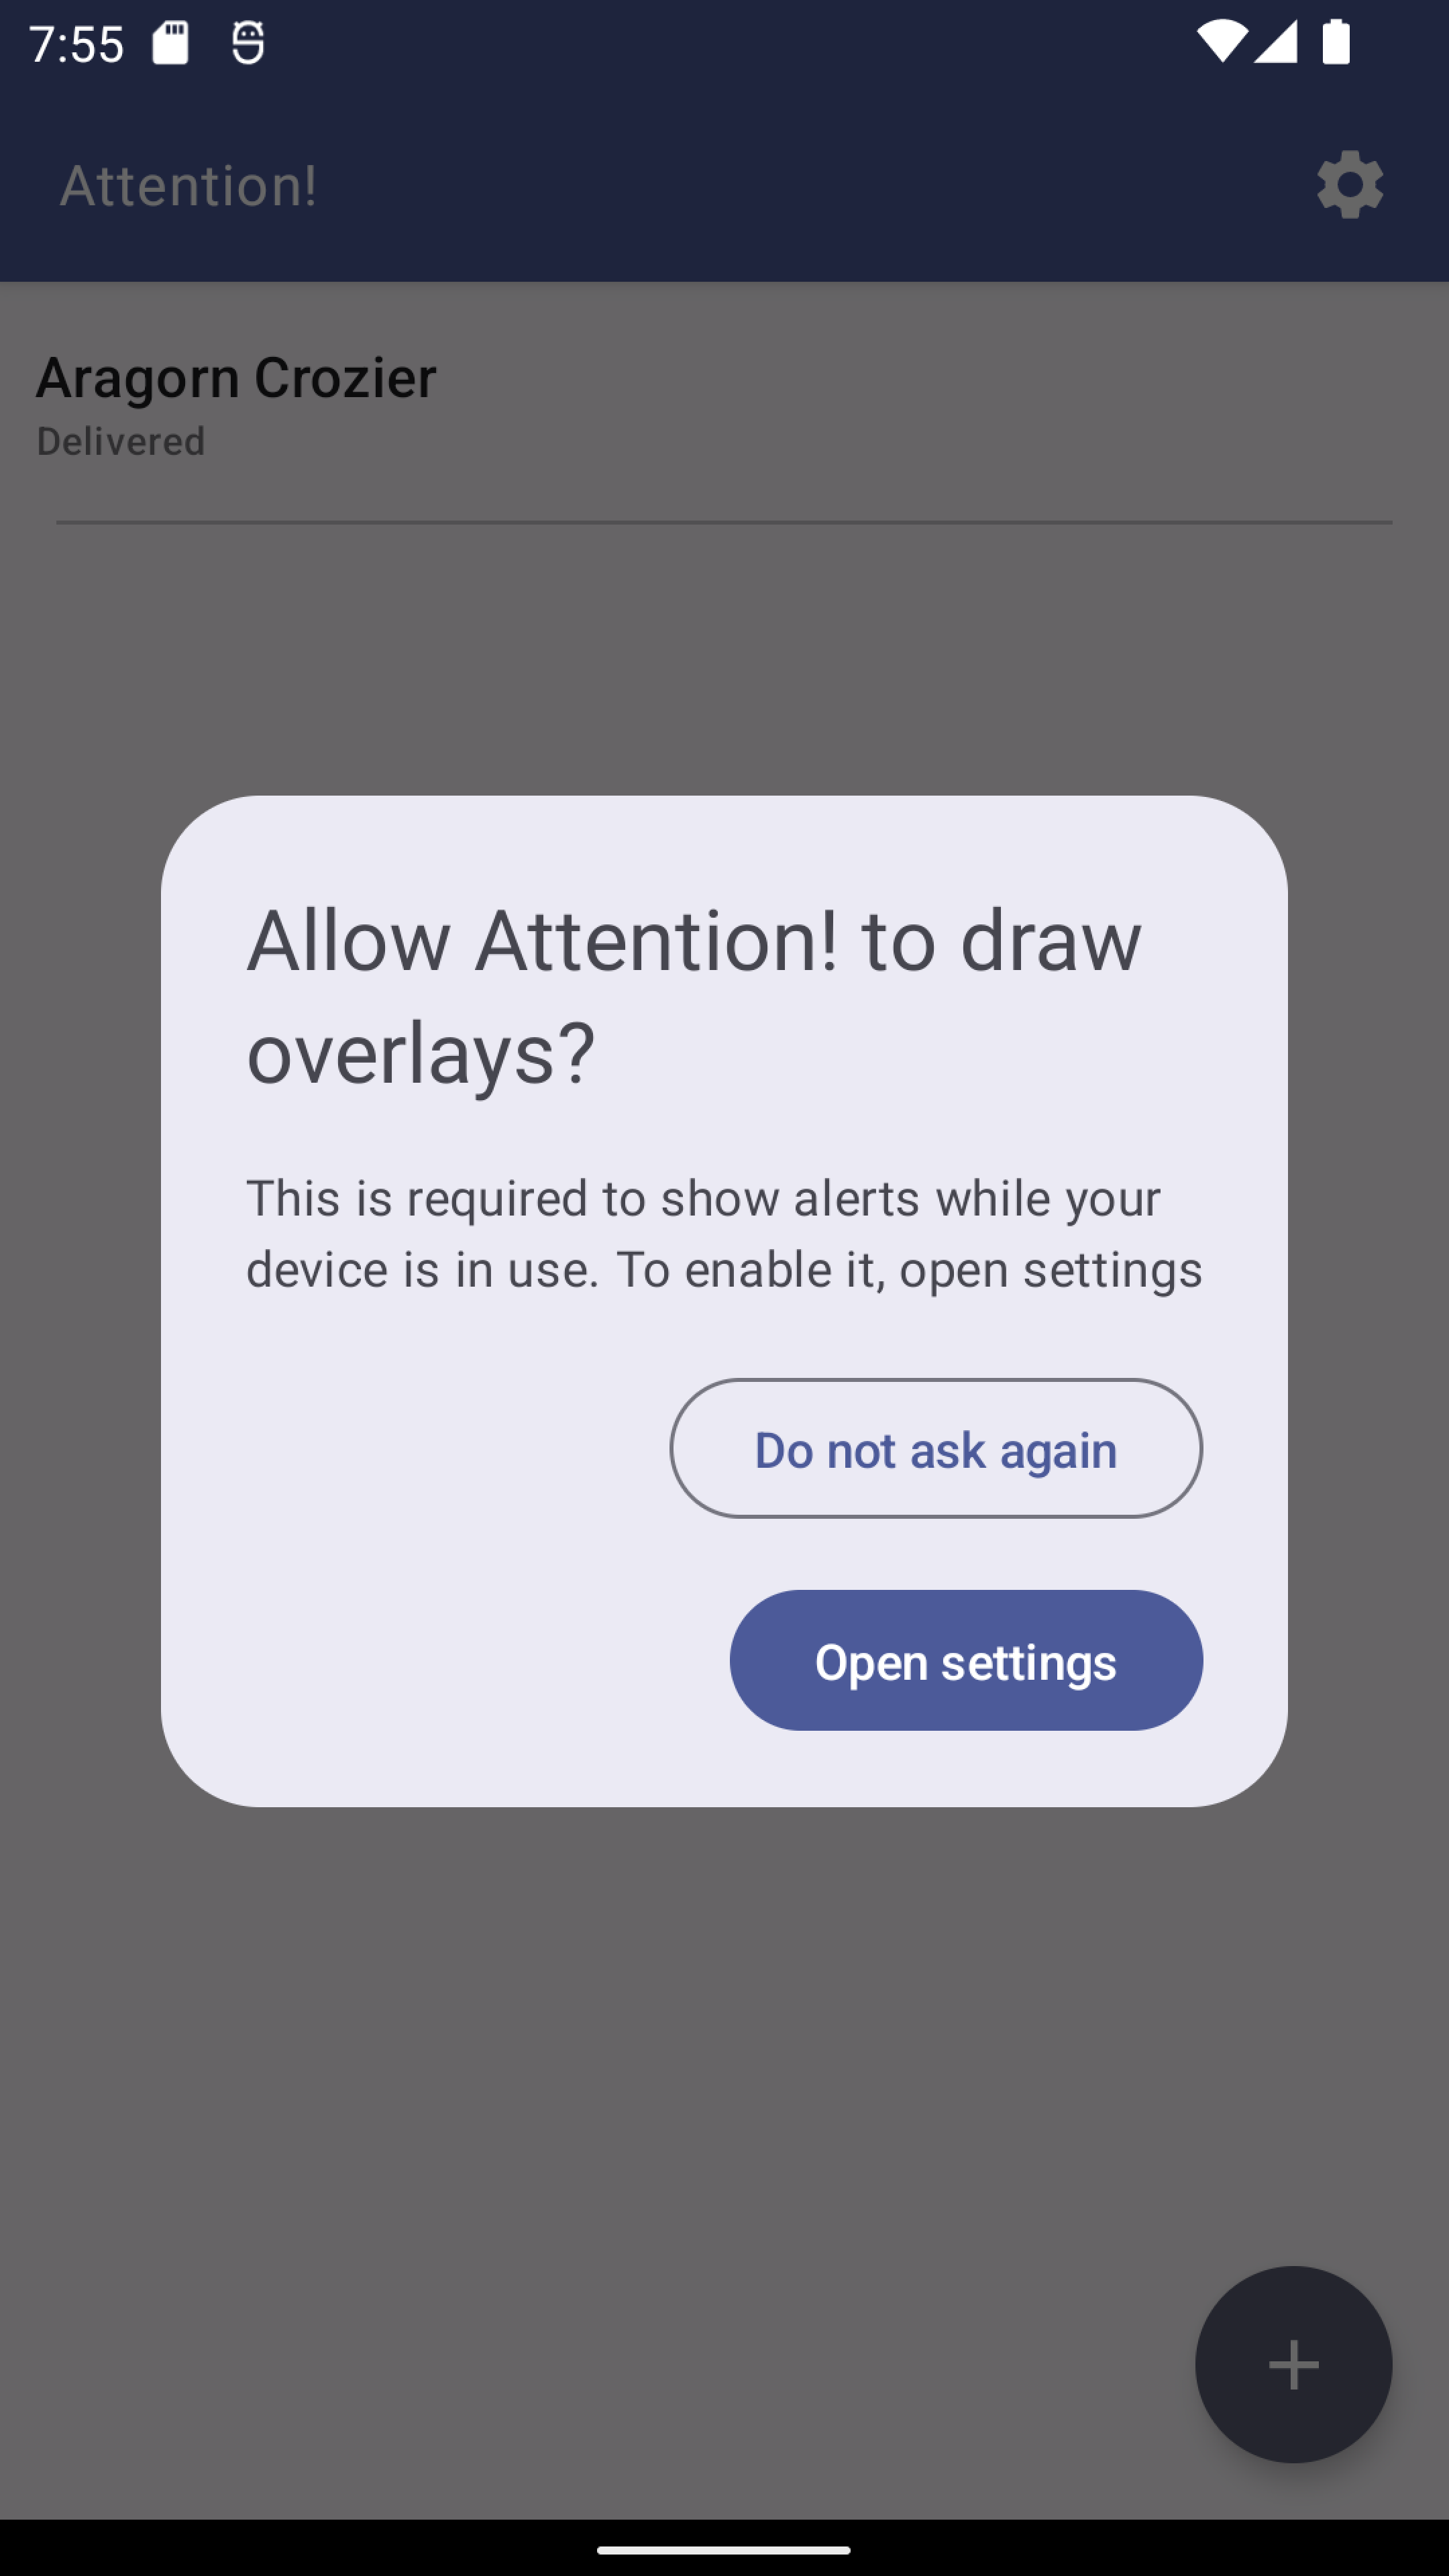 7:55
Attention!
Aragorn Crozier
Delivered
Allow Attention! to draw
overlays?
This is required to show alerts while your
device is in use. To enable it, open settings
Do not ask again
Open settings